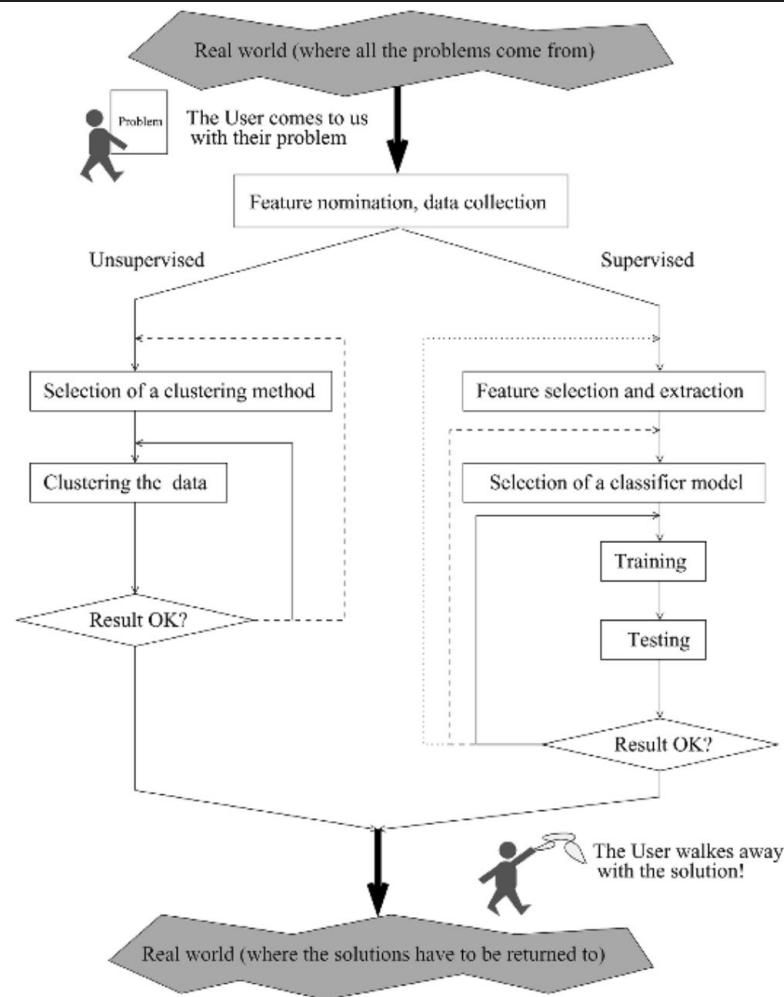 Real world (where all the problems come from)
Problem
The User comes to us
with their problem
Feature nomination, data collection
Unsupervised
Supervised
Selection of a clustering method
Feature selection and extraction
Clustering the data
Selection of a classifier model
Training
Result OK?
Testing
Result OK?
The User walkes away
with the solution!
Real world (where the solutions have to be returned to)